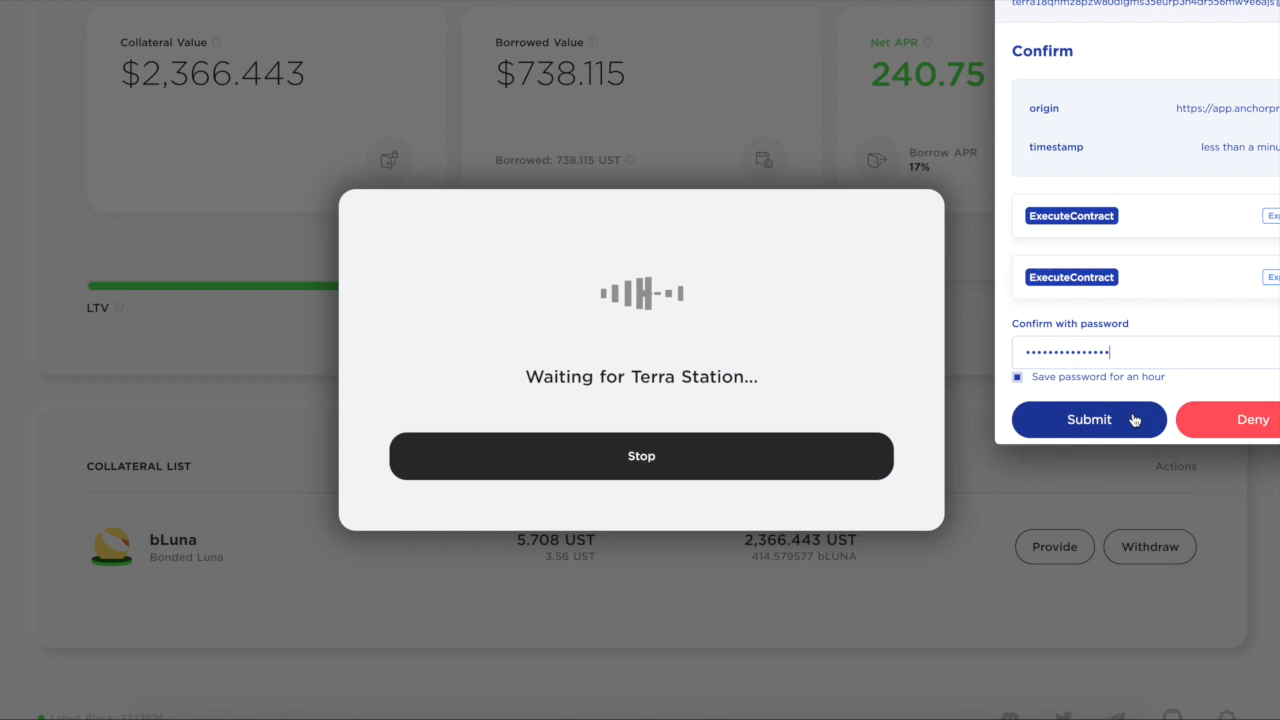 Confirm
origin https://app.anchorpr
timestamp less than a minu
ExecuteContract
ExecuteContract
Confirm with password
•••••••••••••••
Save password for an hour
Submit Deny
Collateral Value
$2,366.443
Borrowed Value
$738.115
Borrowed: 738.115 UST
Net APR
240.75
Borrow APR
17%
LTV
Waiting for Terra Station...
Stop
COLLATERAL LIST
Actions
bLuna
Bonded Luna
5.708 UST
3.56 UST
2,366.443 UST
414.579577 bLUNA
Provide
Withdraw